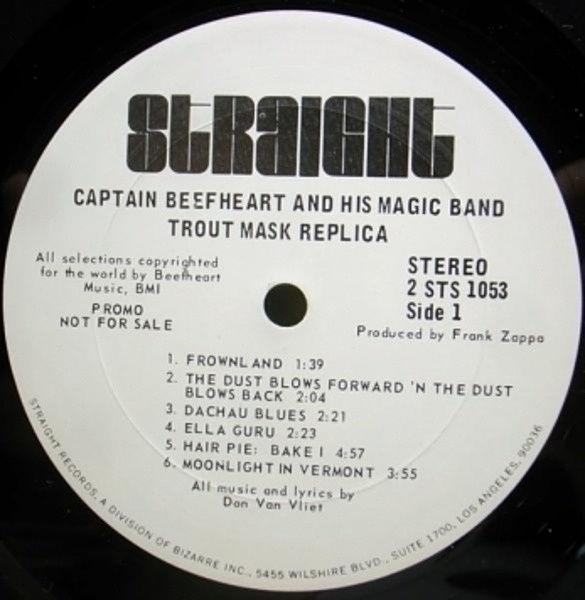 STRAIGHT
CAPTAIN BEEFHEART AND HIS MAGIC BAND
TROUT MASK REPLICA
All selections copyrighted
for the world by Beefheart
Music, BMI
PROMO
NOT FOR SALE
STEREO
2 STS 1053
Side 1
Produced by Frank Zappa
1. FROWNLAND 1:39
2. THE DUST BLOWS FORWARD 'N THE DUST
BLOWS BACK 2:04
3. DACHAU BLUES 2:21
4. ELLA GURU 2:23
5. HAIR PIE: BAKE I 4:57
6. MOONLIGHT IN VERMONT 3:55
All music and lyrics by
Don Van Vliet
STRAIGHT RECORDS, A DIVISION OF BIZARRE INC., 5455 WILSHIRE BLVD., SUITE 1700, LOS ANGELES, 90036